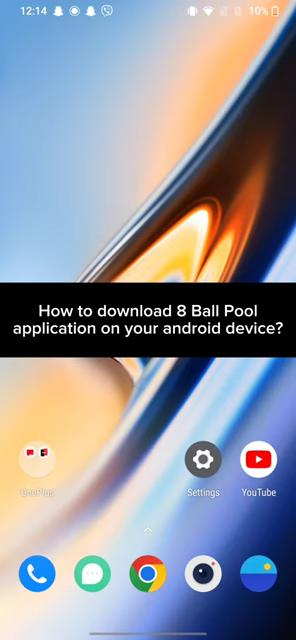 12:14
10%
How to download 8 Ball Pool
application on your android device?
OnePlus
Settings
YouTube